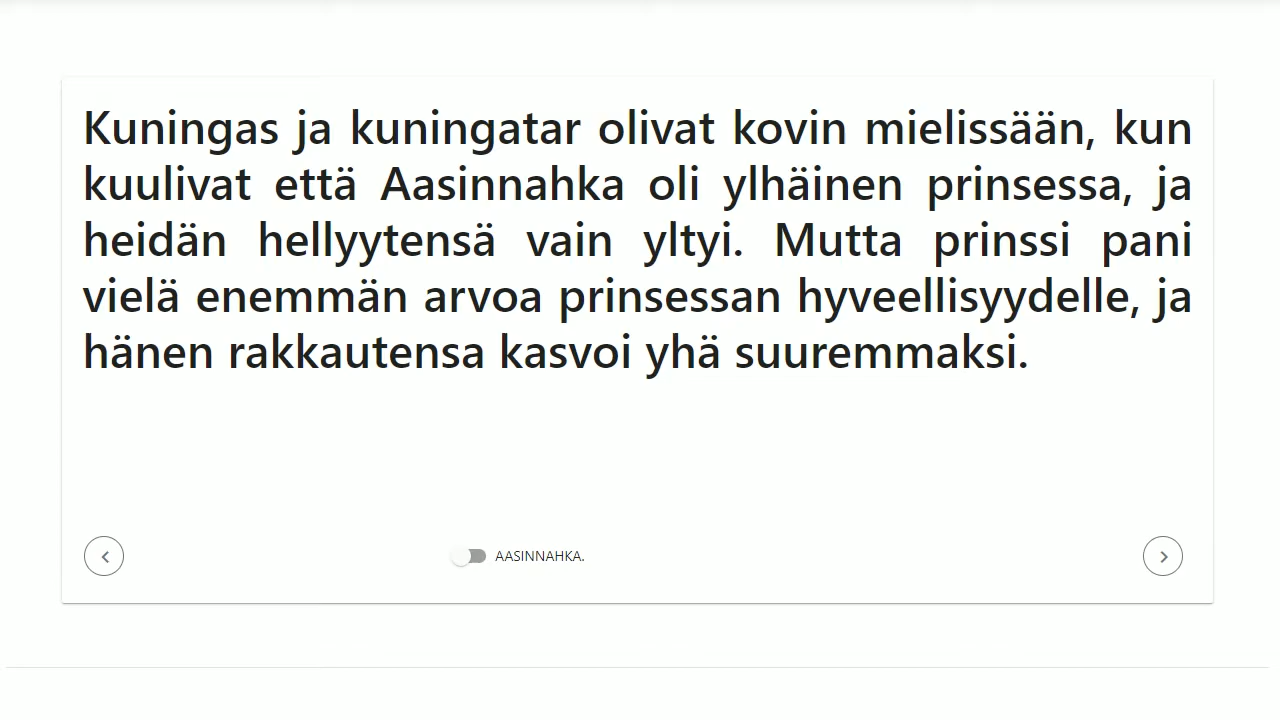 Kuningas ja kuningatar olivat kovin mielissään, kun
kuulivat että Aasinnahka oli ylhäinen prinsessa, ja
heidän hellyytensä vain yltyi. Mutta prinssi pani
vielä enemmän arvoa prinsessan hyveellisyydelle, ja
hänen rakkautensa kasvoi yhä suuremmaksi.
AASINNAHKA.